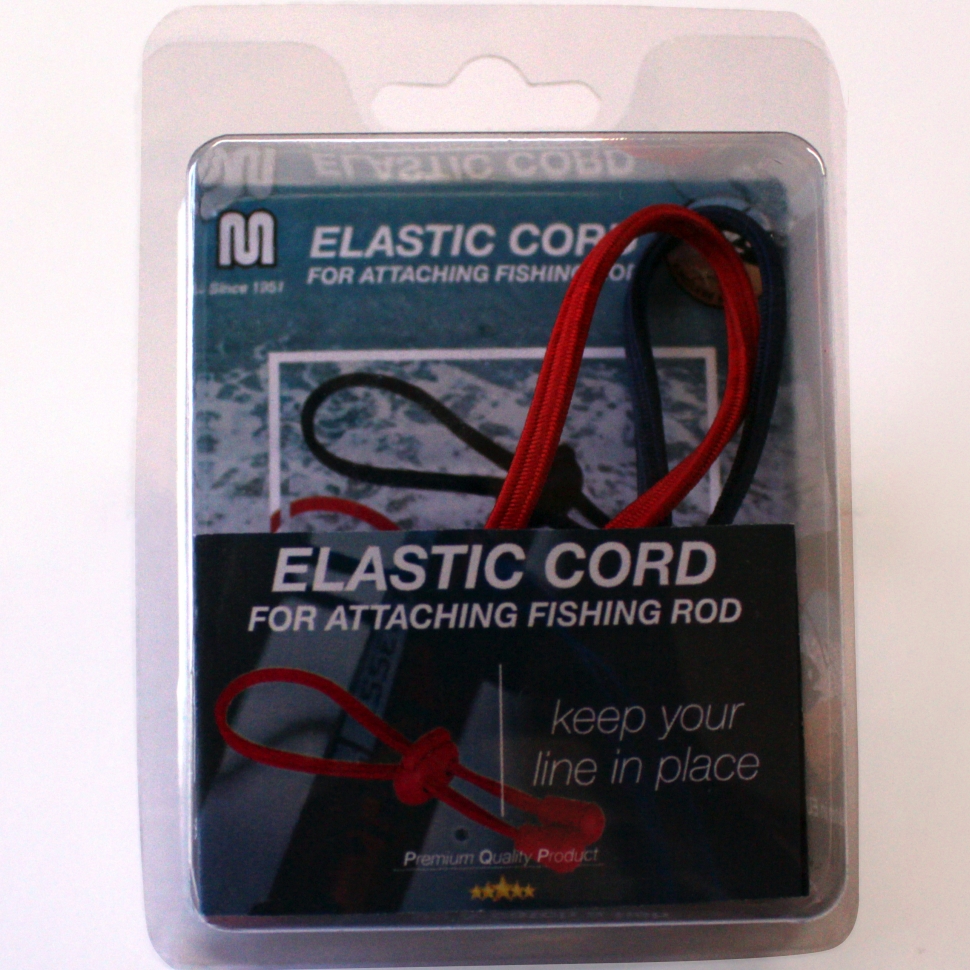 ELASTIC CORD
M
ELASTIC CORD
FOR ATTACHING FISHING ROD
Since 1951
ELASTIC CORD
FOR ATTACHING FISHING ROD
keep your
line in place
Premium Quality Product